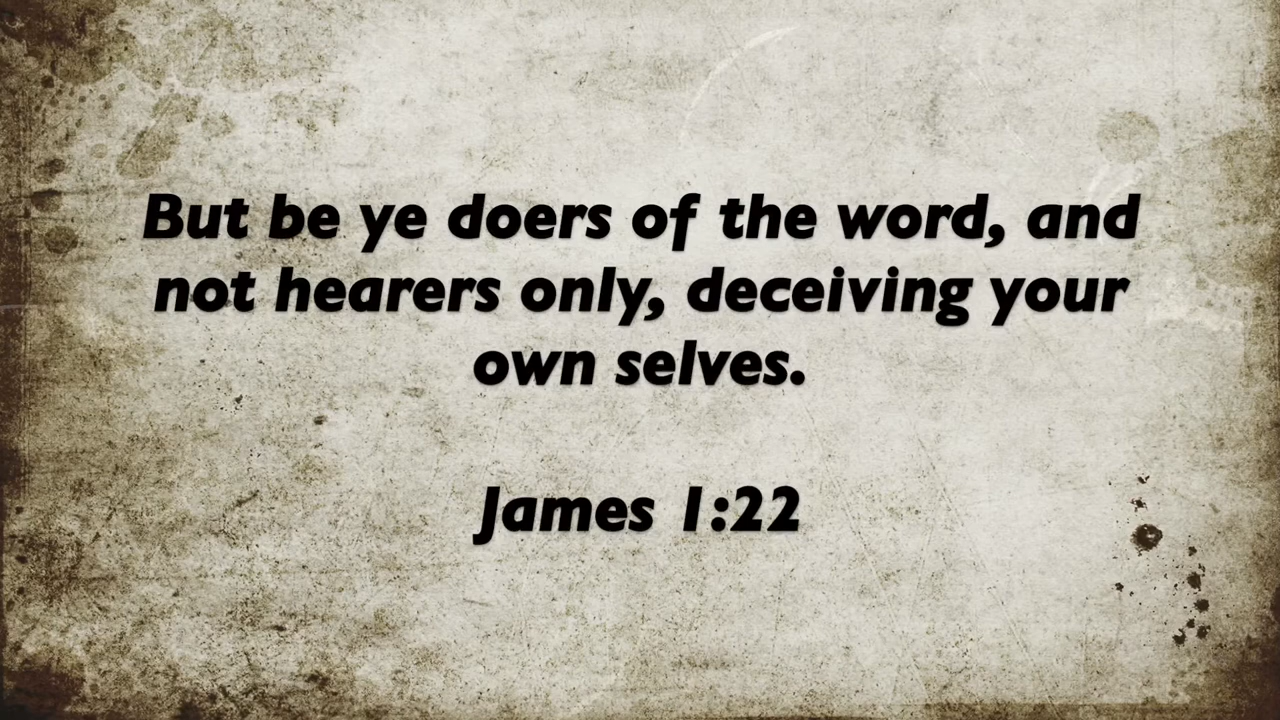 But be ye doers of the word, and
not hearers only, deceiving your
own selves.
James 1:22